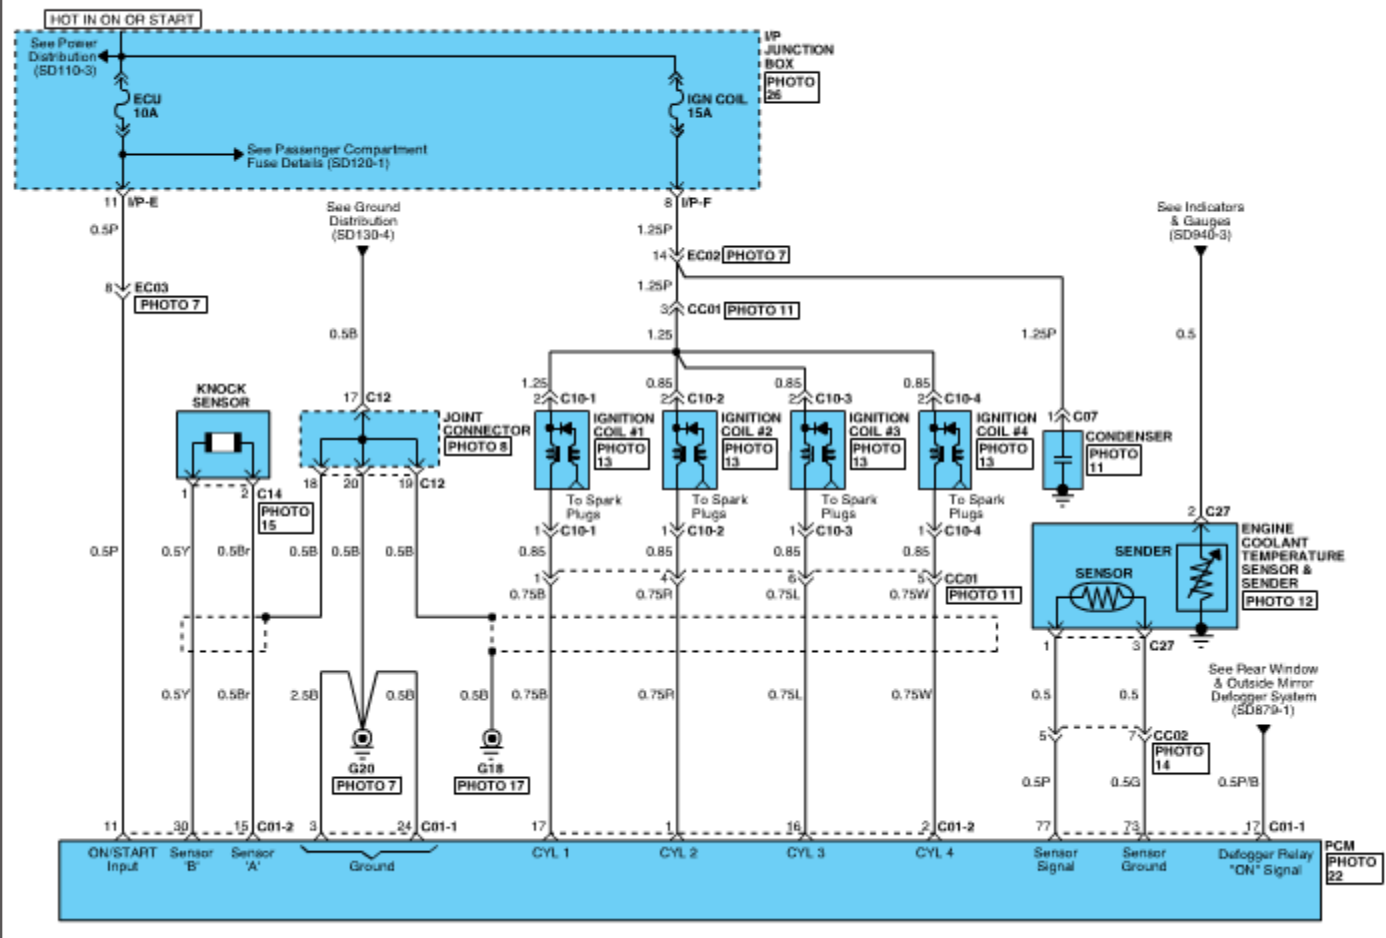 HOT IN ON OR START
See Power
Distribution
(SD110-3)
ECU
10A
IGN COIL
15A
I/P
JUNCTION
BOX
PHOTO
26
See Passenger Compartment
Fuse Details (SD120-1)
11 I/P-E
8 I/P-F
0.5P
1.25P
See Ground
Distribution
(SD130-4)
See Indicators
& Gauges
(SD940-3)
14 EC02 PHOTO 7
8 EC03
PHOTO 7
1.25P
3 CC01 PHOTO 11
0.5B
1.25
1.25P
0.5
KNOCK
SENSOR
17 C12
JOINT
CONNECTOR
PHOTO 8
1.25
0.85
0.85
0.85
2 C10-1
2 C10-2
2 C10-3
2 C10-4
IGNITION
COIL #1
PHOTO
13
IGNITION
COIL #2
PHOTO
13
IGNITION
COIL #3
PHOTO
13
IGNITION
COIL #4
PHOTO
13
1 C07
CONDENSER
PHOTO
11
18 20 19 C12
1 2 C14
PHOTO
15
To Spark
Plugs
To Spark
Plugs
To Spark
Plugs
To Spark
Plugs
1 C10-1
1 C10-2
1 C10-3
1 C10-4
2 C27
ENGINE
COOLANT
TEMPERATURE
SENSOR &
SENDER
PHOTO 12
SENDER
SENSOR
0.5P 0.5Y 0.5Br 0.5B 0.5B 0.5B 0.85 0.85 0.85 0.85
1 4 6 5 CC01
PHOTO 11
0.75B 0.75R 0.75L 0.75W
1 3 C27
See Rear Window
& Outside Mirror
Defogger System
(SD879-1)
0.5Y 0.5Br 2.5B 0.5B 0.5B 0.75B 0.75R 0.75L 0.75W 0.5 0.5
5 7 CC02
PHOTO
14
G20
PHOTO 7
G18
PHOTO 17
0.5P 0.5G 0.5P/B
11 30 15 C01-2 3 24 C01-1 17 1 16 2 C01-2 77 73 17 C01-1
ON/START
Input
Sensor
'B'
Sensor
'A'
Ground
CYL 1
CYL 2
CYL 3
CYL 4
Sensor
Signal
Sensor
Ground
Defogger Relay
"ON" Signal
PCM
PHOTO
22